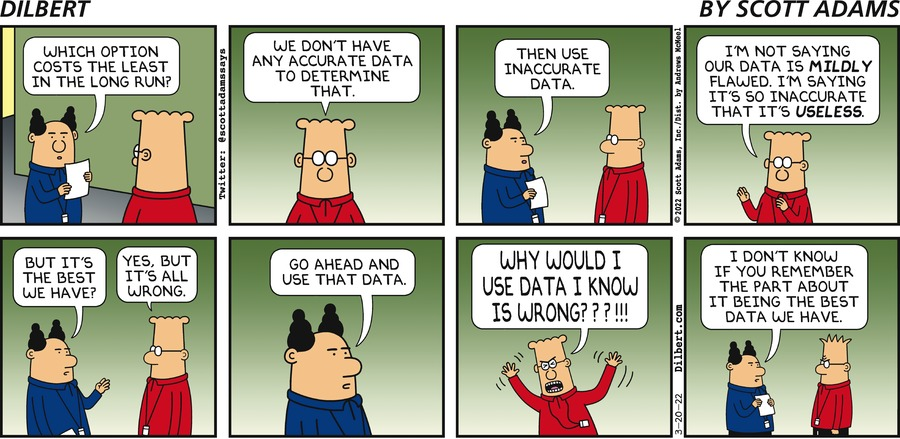 DILBERT
BY SCOTT ADAMS
WHICH OPTION
COSTS THE LEAST
IN THE LONG RUN?
Twitter: @scottadamssays
WE DON'T HAVE
ANY ACCURATE DATA
TO DETERMINE
THAT.
THEN USE
INACCURATE
DATA.
©2022 Scott Adams, Inc./Dist. by Andrews McMeel
I'M NOT SAYING
OUR DATA IS MILDLY
FLAWED. I'M SAYING
IT'S SO INACCURATE
THAT IT'S USELESS.
BUT IT'S
THE BEST
WE HAVE?
YES, BUT
IT'S ALL
WRONG.
GO AHEAD AND
USE THAT DATA.
WHY WOULD I
USE DATA I KNOW
IS WRONG???!!!
3-20-22 Dilbert.com
I DON'T KNOW
IF YOU REMEMBER
THE PART ABOUT
IT BEING THE BEST
DATA WE HAVE.